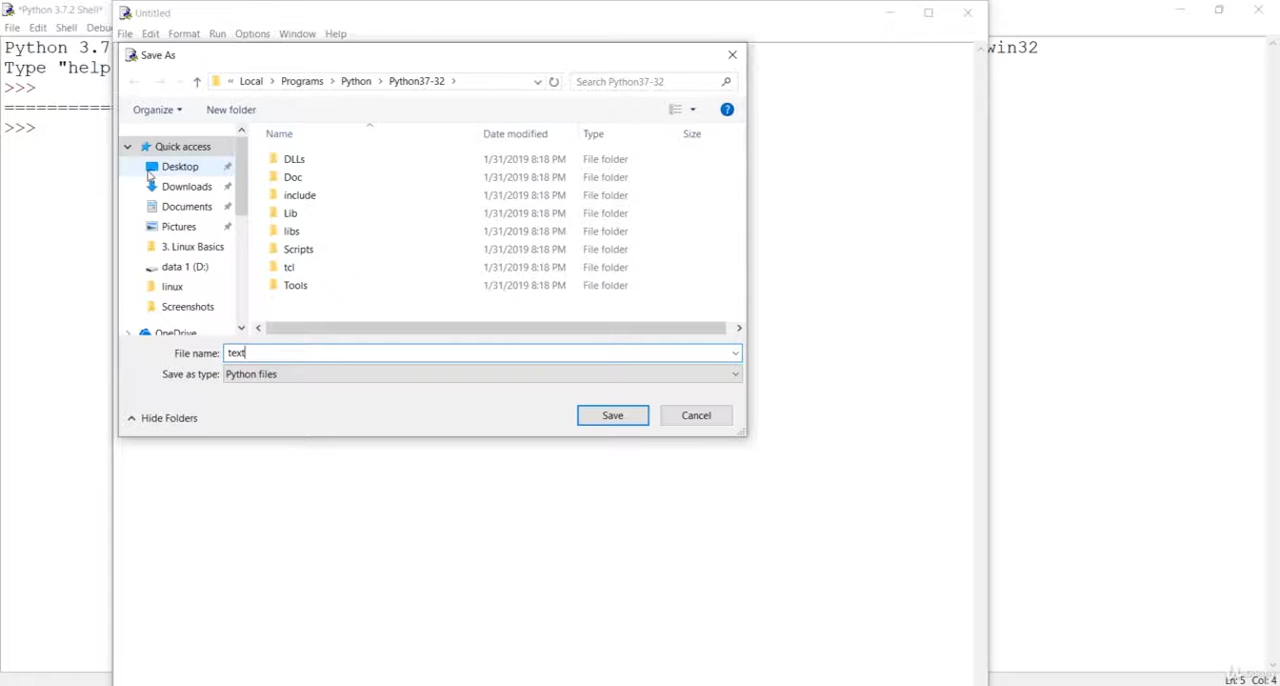 *Python 3.7.2 Shell*
File Edit Shell Debu
Python 3.7
win32
Type "help
>>>
===========
>>>
Untitled
File Edit Format Run Options Window Help
Save As
« Local > Programs > Python > Python37-32 >
Search Python37-32
Organize
New folder
Name Date modified Type Size
Quick access
Desktop
Downloads
Documents
Pictures
3. Linux Basics
data 1 (D:)
linux
Screenshots
OneDrive
DLLs 1/31/2019 8:18 PM File folder
Doc 1/31/2019 8:18 PM File folder
include 1/31/2019 8:18 PM File folder
Lib 1/31/2019 8:18 PM File folder
libs 1/31/2019 8:18 PM File folder
Scripts 1/31/2019 8:18 PM File folder
tcl 1/31/2019 8:18 PM File folder
Tools 1/31/2019 8:18 PM File folder
File name: text
Save as type: Python files
Hide Folders
Save
Cancel
Ln: 5 Col: 4